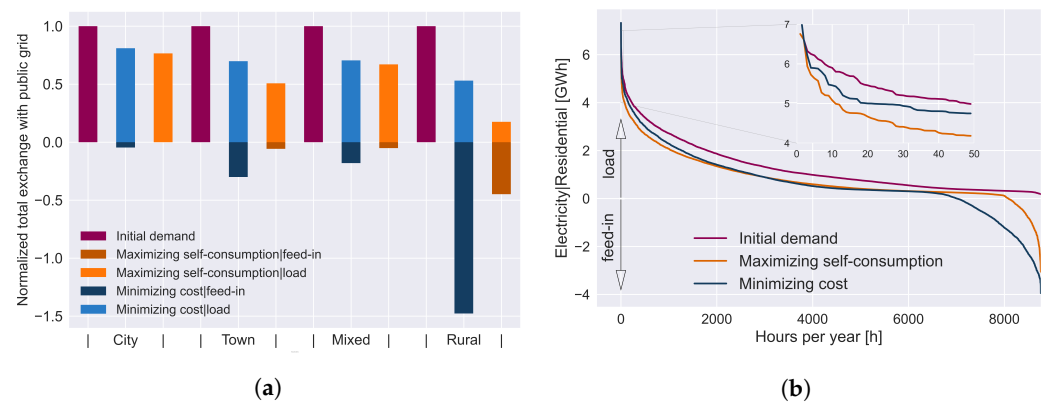 Normalized total exchange with public grid
1.0
0.5
0.0
−0.5
−1.0
−1.5
Initial demand
Maximizing self-consumption|feed-in
Maximizing self-consumption|load
Minimizing cost|feed-in
Minimizing cost|load
| City | Town | Mixed | Rural |
(a)
Electricity|Residential [GWh]
6
4
2
0
−2
−4
load
feed-in
7
6
5
4
0 10 20 30 40 50
Initial demand
Maximizing self-consumption
Minimizing cost
0 2000 4000 6000 8000
Hours per year [h]
(b)